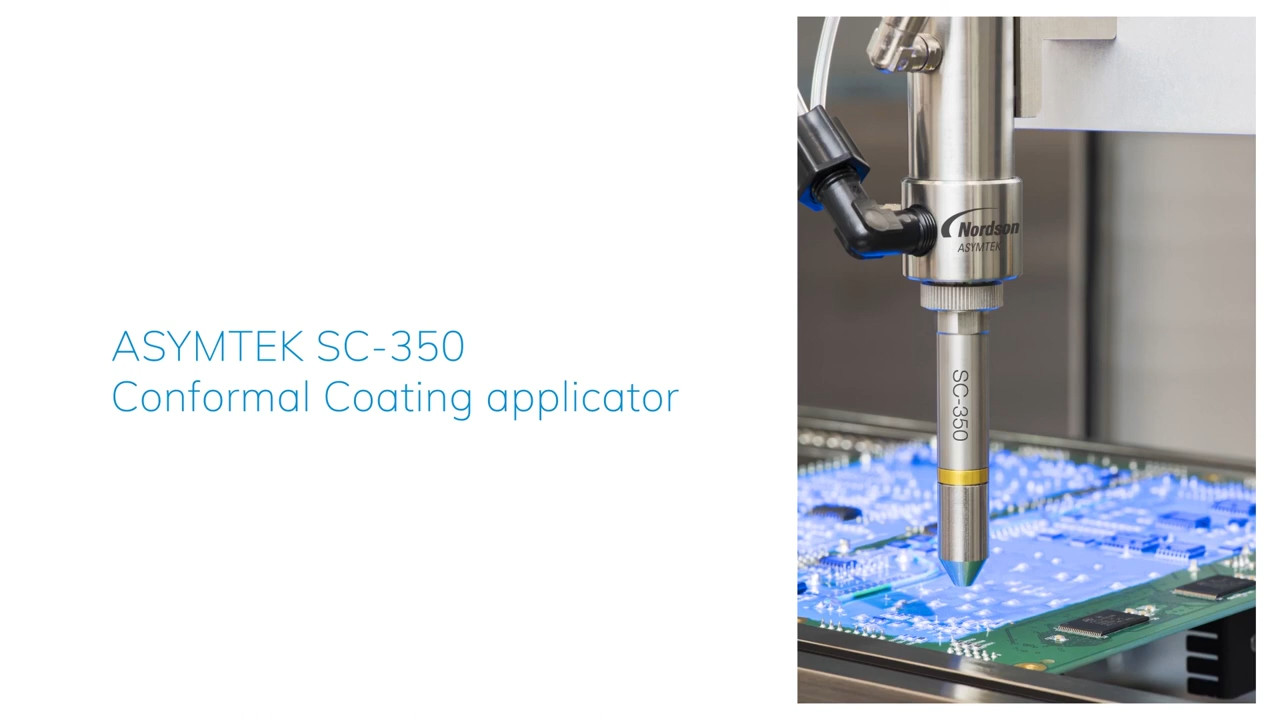 ASYMTEK SC-350
Conformal Coating applicator
Nordson
ASYMTEK
SC-350